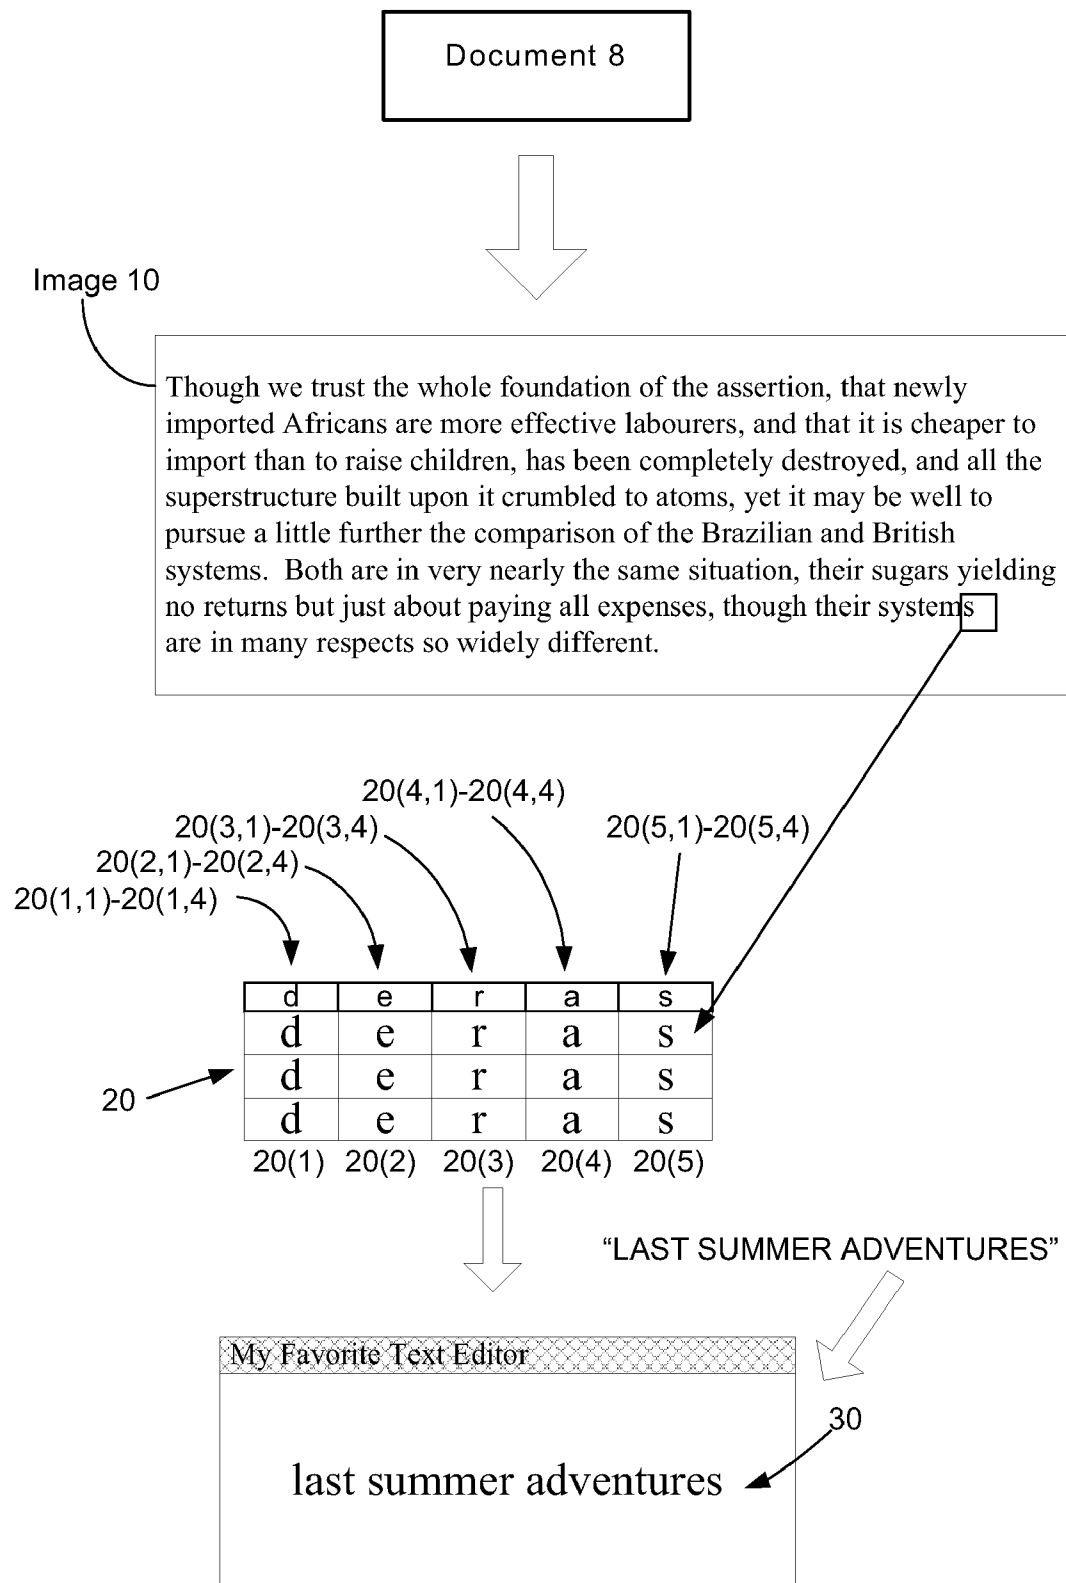 Document 8
Image 10
Though we trust the whole foundation of the assertion, that newly
imported Africans are more effective labourers, and that it is cheaper to
import than to raise children, has been completely destroyed, and all the
superstructure built upon it crumbled to atoms, yet it may be well to
pursue a little further the comparison of the Brazilian and British
systems.  Both are in very nearly the same situation, their sugars yielding
no returns but just about paying all expenses, though their systems
are in many respects so widely different.
20(4,1)-20(4,4)
20(3,1)-20(3,4)
20(5,1)-20(5,4)
20(2,1)-20(2,4)
20(1,1)-20(1,4)
d e r a s
d e r a s
d e r a s
d e r a s
20
20(1) 20(2) 20(3) 20(4) 20(5)
“LAST SUMMER ADVENTURES”
My Favorite Text Editor
30
last summer adventures